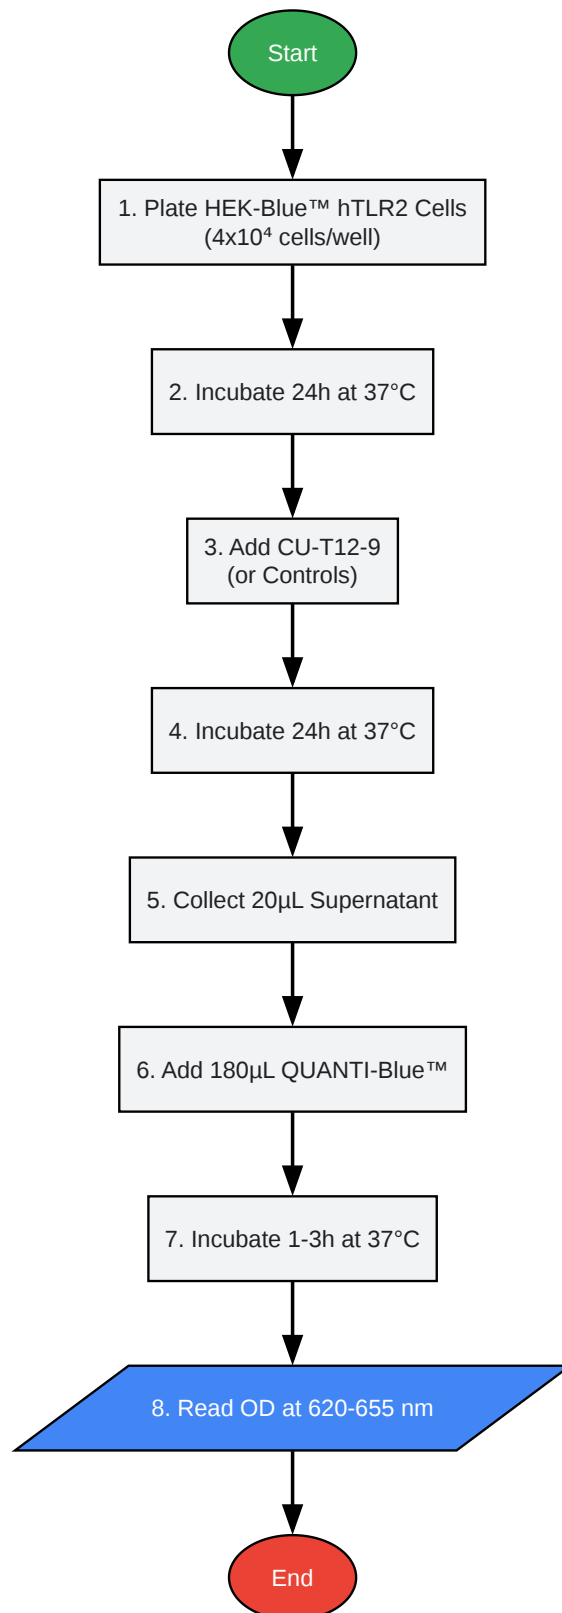 Start
1. Plate HEK-Blue™ hTLR2 Cells
(4x10⁴ cells/well)
2. Incubate 24h at 37°C
3. Add CU-T12-9
(or Controls)
4. Incubate 24h at 37°C
5. Collect 20µL Supernatant
6. Add 180µL QUANTI-Blue™
7. Incubate 1-3h at 37°C
8. Read OD at 620-655 nm
End